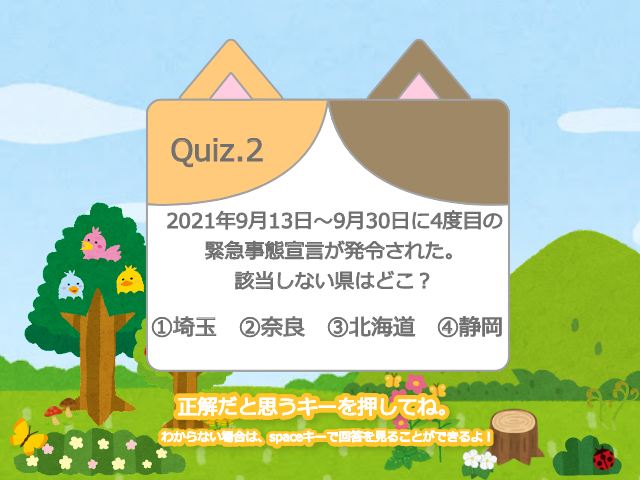 Quiz.2
2021年9月13日～9月30日に4度目の
緊急事態宣言が発令された。
該当しない県はどこ？
①埼玉 ②奈良 ③北海道 ④静岡
正解だと思うキーを押してね。
わからない場合は、spaceキーで回答を見ることができるよ！